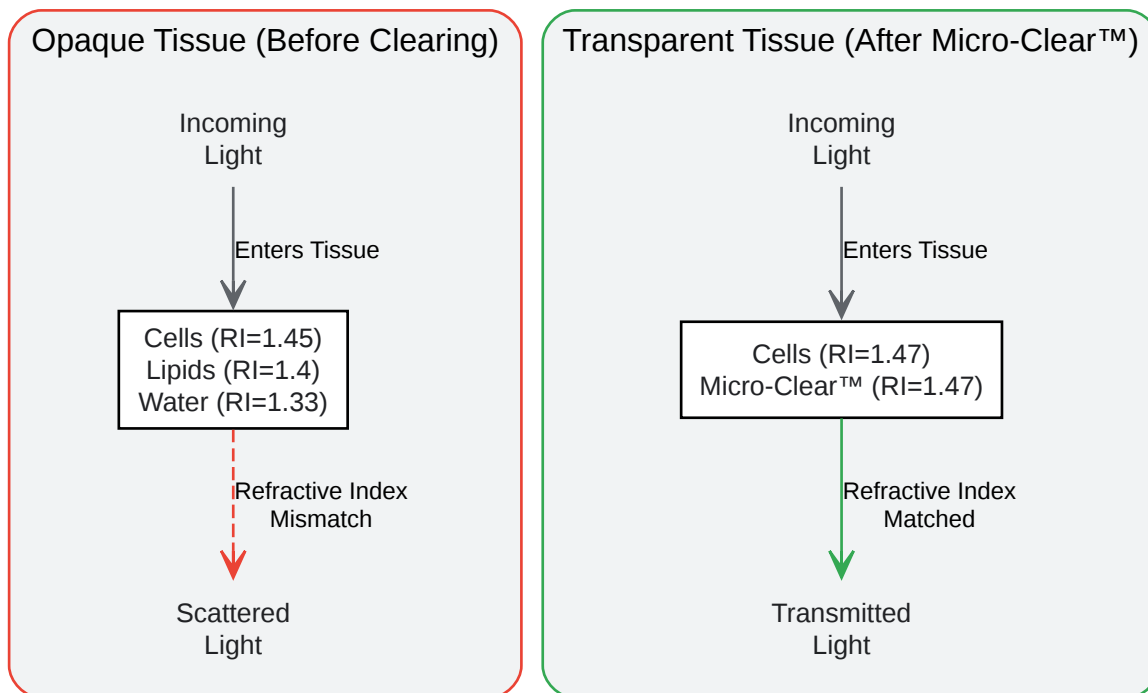 Opaque Tissue (Before Clearing)
Incoming
Light
Enters Tissue
Cells (RI=1.45)
Lipids (RI=1.4)
Water (RI=1.33)
Refractive Index
Mismatch
Scattered
Light
Transparent Tissue (After Micro-Clear™)
Incoming
Light
Enters Tissue
Cells (RI=1.47)
Micro-Clear™ (RI=1.47)
Refractive Index
Matched
Transmitted
Light